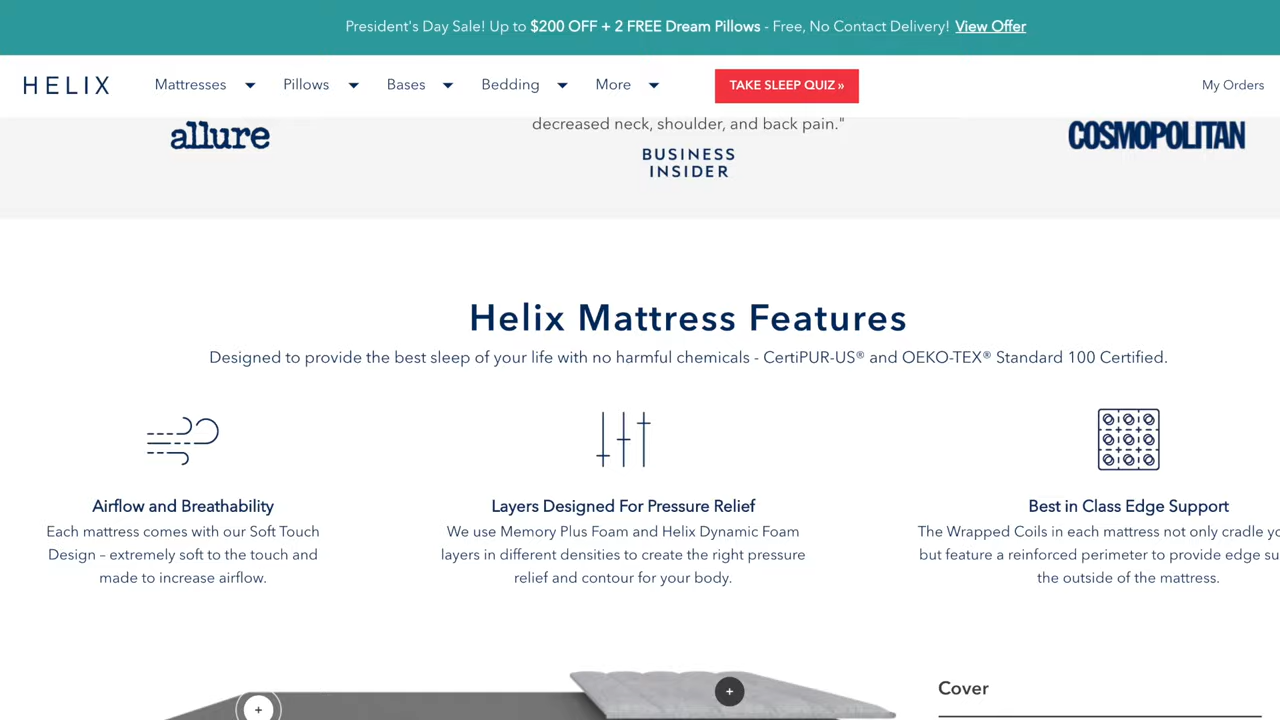 President's Day Sale! Up to $200 OFF + 2 FREE Dream Pillows - Free, No Contact Delivery! View Offer
HELIX Mattresses Pillows Bases Bedding More TAKE SLEEP QUIZ » My Orders
decreased neck, shoulder, and back pain."
allure
BUSINESS
INSIDER
COSMOPOLITAN
Helix Mattress Features
Designed to provide the best sleep of your life with no harmful chemicals - CertiPUR-US® and OEKO-TEX® Standard 100 Certified.
Airflow and Breathability
Each mattress comes with our Soft Touch
Design – extremely soft to the touch and
made to increase airflow.
Layers Designed For Pressure Relief
We use Memory Plus Foam and Helix Dynamic Foam
layers in different densities to create the right pressure
relief and contour for your body.
Best in Class Edge Support
The Wrapped Coils in each mattress not only cradle
but feature a reinforced perimeter to provide edge
the outside of the mattress.
+
+
Cover